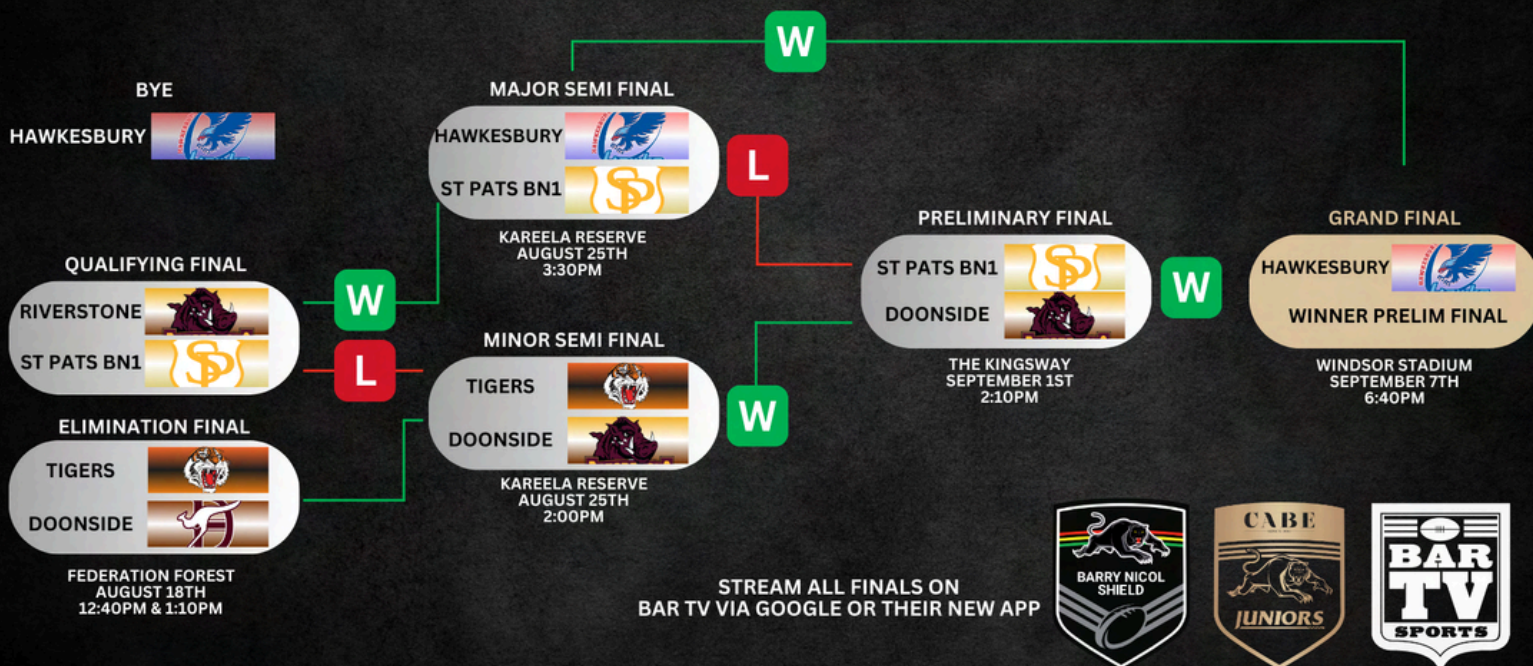 W
BYE
HAWKESBURY
MAJOR SEMI FINAL
HAWKESBURY
ST PATS BN1
KAREELA RESERVE
AUGUST 25TH
3:30PM
L
QUALIFYING FINAL
RIVERSTONE
ST PATS BN1
W
L
ELIMINATION FINAL
TIGERS
DOONSIDE
FEDERATION FOREST
AUGUST 18TH
12:40PM & 1:10PM
MINOR SEMI FINAL
TIGERS
DOONSIDE
KAREELA RESERVE
AUGUST 25TH
2:00PM
W
PRELIMINARY FINAL
ST PATS BN1
DOONSIDE
THE KINGSWAY
SEPTEMBER 1ST
2:10PM
W
GRAND FINAL
HAWKESBURY
WINNER PRELIM FINAL
WINDSOR STADIUM
SEPTEMBER 7TH
6:40PM
STREAM ALL FINALS ON
BAR TV VIA GOOGLE OR THEIR NEW APP
BARRY NICOL
SHIELD
CABE
JUNIORS
BAR
TV
SPORTS